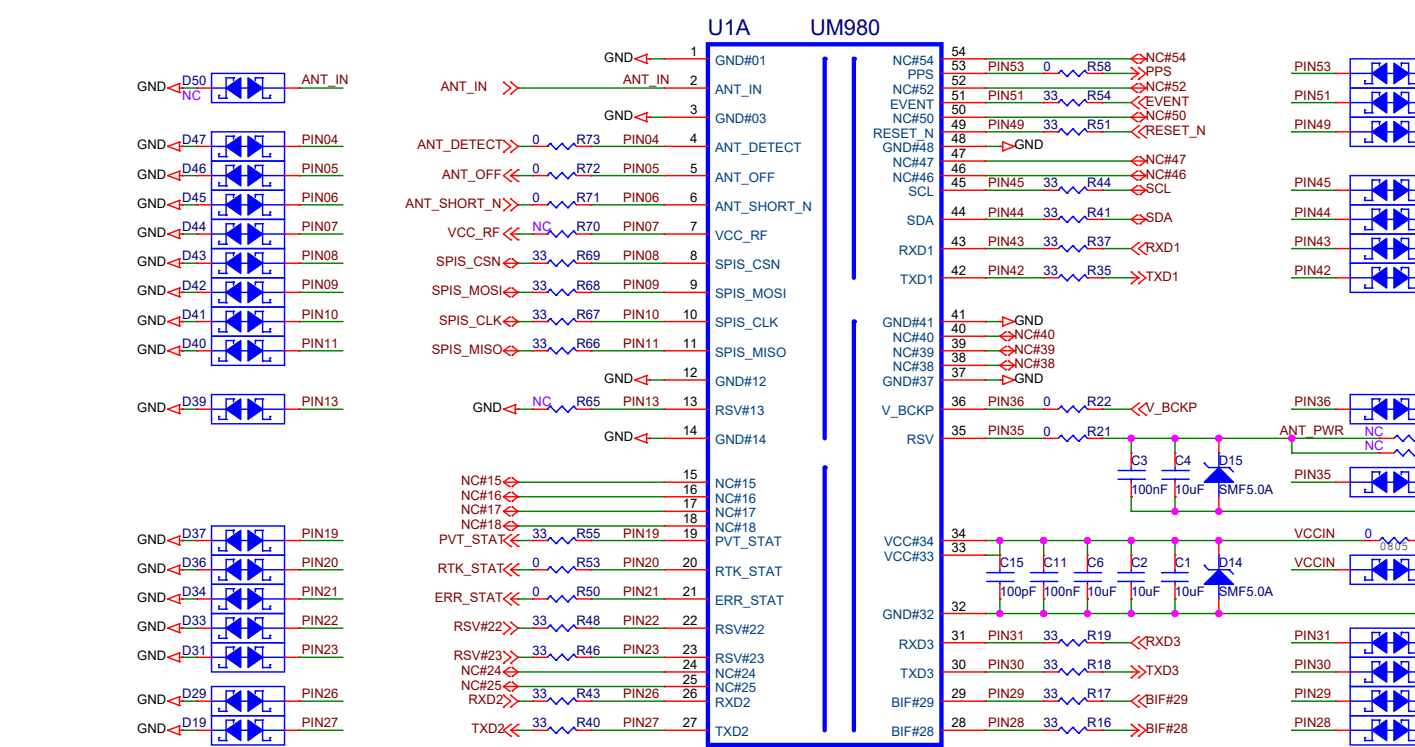 U1A UM980
GND 1 GND#01 NC#54 54 NC#54
PPS 53 PIN53 0 R58 PPS PIN53
GND D50 NC ANT_IN ANT_IN ANT_IN 2 ANT_IN NC#52 52 NC#52
EVENT 51 PIN51 33 R54 EVENT PIN51
GND 3 GND#03 NC#50 50 NC#50
RESET_N 49 PIN49 33 R51 RESET_N PIN49
GND D47 PIN04 ANT_DETECT 0 R73 PIN04 4 ANT_DETECT GND#48 48 GND
NC#47 47 NC#47
GND D46 PIN05 ANT_OFF 0 R72 PIN05 5 ANT_OFF NC#46 46 NC#46
SCL 45 PIN45 33 R44 SCL PIN45
GND D45 PIN06 ANT_SHORT_N 0 R71 PIN06 6 ANT_SHORT_N
SDA 44 PIN44 33 R41 SDA PIN44
GND D44 PIN07 VCC_RF NC R70 PIN07 7 VCC_RF
RXD1 43 PIN43 33 R37 RXD1 PIN43
GND D43 PIN08 SPIS_CSN 33 R69 PIN08 8 SPIS_CSN
TXD1 42 PIN42 33 R35 TXD1 PIN42
GND D42 PIN09 SPIS_MOSI 33 R68 PIN09 9 SPIS_MOSI
GND D41 PIN10 SPIS_CLK 33 R67 PIN10 10 SPIS_CLK GND#41 41 GND
NC#40 40 NC#40
GND D40 PIN11 SPIS_MISO 33 R66 PIN11 11 SPIS_MISO NC#39 39 NC#39
NC#38 38 NC#38
GND 12 GND#12 GND#37 37 GND
GND D39 PIN13 GND NC R65 PIN13 13 RSV#13 V_BCKP 36 PIN36 0 R22 V_BCKP PIN36
GND 14 GND#14 RSV 35 PIN35 0 R21 ANT_PWR NC
NC
C3 C4 D15
NC#15 15 NC#15 PIN35
NC#16 16 NC#16 100nF 10uF SMF5.0A
NC#17 17 NC#17
NC#18 18 NC#18
GND D37 PIN19 PVT_STAT 33 R55 PIN19 19 PVT_STAT VCC#34 34 VCCIN 0
VCC#33 33 0805
GND D36 PIN20 RTK_STAT 0 R53 PIN20 20 RTK_STAT C15 C11 C6 C2 C1 D14 VCCIN
GND D34 PIN21 ERR_STAT 0 R50 PIN21 21 ERR_STAT 100pF 100nF 10uF 10uF 10uF SMF5.0A
GND#32 32
GND D33 PIN22 RSV#22 33 R48 PIN22 22 RSV#22
RXD3 31 PIN31 33 R19 RXD3 PIN31
GND D31 PIN23 RSV#23 33 R46 PIN23 23 RSV#23
NC#24 24 NC#24 TXD3 30 PIN30 33 R18 TXD3 PIN30
NC#25 25 NC#25
GND D29 PIN26 RXD2 33 R43 PIN26 26 RXD2 BIF#29 29 PIN29 33 R17 BIF#29 PIN29
GND D19 PIN27 TXD2 33 R40 PIN27 27 TXD2 BIF#28 28 PIN28 33 R16 BIF#28 PIN28